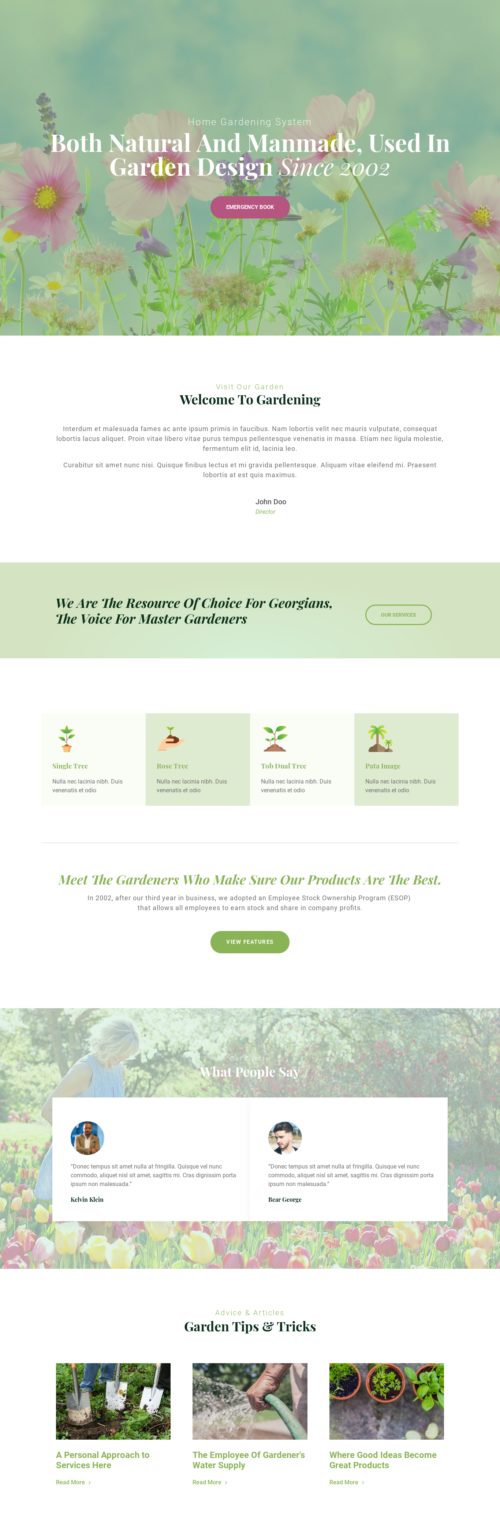 Home Gardening System
Both Natural And Manmade, Used In
Garden Design Since 2002
EMERGENCY BOOK
Visit Our Garden
Welcome To Gardening
Interdum et malesuada fames ac ante ipsum primis in faucibus. Nam lobortis velit nec mauris vulputate, consequat
lobortis lacus aliquet. Proin vitae libero vitae purus tempus pellentesque venenatis in massa. Etiam nec ligula molestie,
fermentum elit id, lacinia leo.
Curabitur sit amet nunc nisi. Quisque finibus lectus et mi gravida pellentesque. Aliquam vitae eleifend mi. Praesent
lobortis at est quis maximus.
John Doo
Director
We Are The Resource Of Choice For Georgians,
The Voice For Master Gardeners
OUR SERVICES
Single Tree
Nulla nec lacinia nibh. Duis
venenatis et odio
Rose Tree
Nulla nec lacinia nibh. Duis
venenatis et odio
Tob Dual Tree
Nulla nec lacinia nibh. Duis
venenatis et odio
Pata Image
Nulla nec lacinia nibh. Duis
venenatis et odio
Meet The Gardeners Who Make Sure Our Products Are The Best.
In 2002, after our third year in business, we adopted an Employee Stock Ownership Program (ESOP)
that allows all employees to earn stock and share in company profits.
VIEW FEATURES
What People Say
"Donec tempus sit amet nulla at fringilla. Quisque vel nunc
commodo, aliquet nisl sit amet, sagittis mi. Cras dignissim porta
ipsum non malesuada."
Kelvin Klein
"Donec tempus sit amet nulla at fringilla. Quisque vel nunc
commodo, aliquet nisl sit amet, sagittis mi. Cras dignissim porta
ipsum non malesuada."
Bear George
Advice & Articles
Garden Tips & Tricks
A Personal Approach to
Services Here
Read More ›
The Employee Of Gardener's
Water Supply
Read More ›
Where Good Ideas Become
Great Products
Read More ›